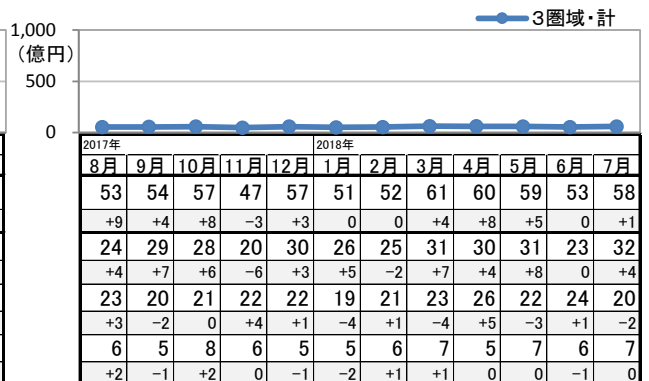 3圏域・計
1,000
(億円)
500
0
2017年 2018年
8月 9月 10月 11月 12月 1月 2月 3月 4月 5月 6月 7月
53 54 57 47 57 51 52 61 60 59 53 58
+9 +4 +8 −3 +3 0 0 +4 +8 +5 0 +1
24 29 28 20 30 26 25 31 30 31 23 32
+4 +7 +6 −6 +3 +5 −2 +7 +4 +8 0 +4
23 20 21 22 22 19 21 23 26 22 24 20
+3 −2 0 +4 +1 −4 +1 −4 +5 −3 +1 −2
6 5 8 6 5 5 6 7 5 7 6 7
+2 −1 +2 0 −1 −2 +1 +1 0 0 −1 0